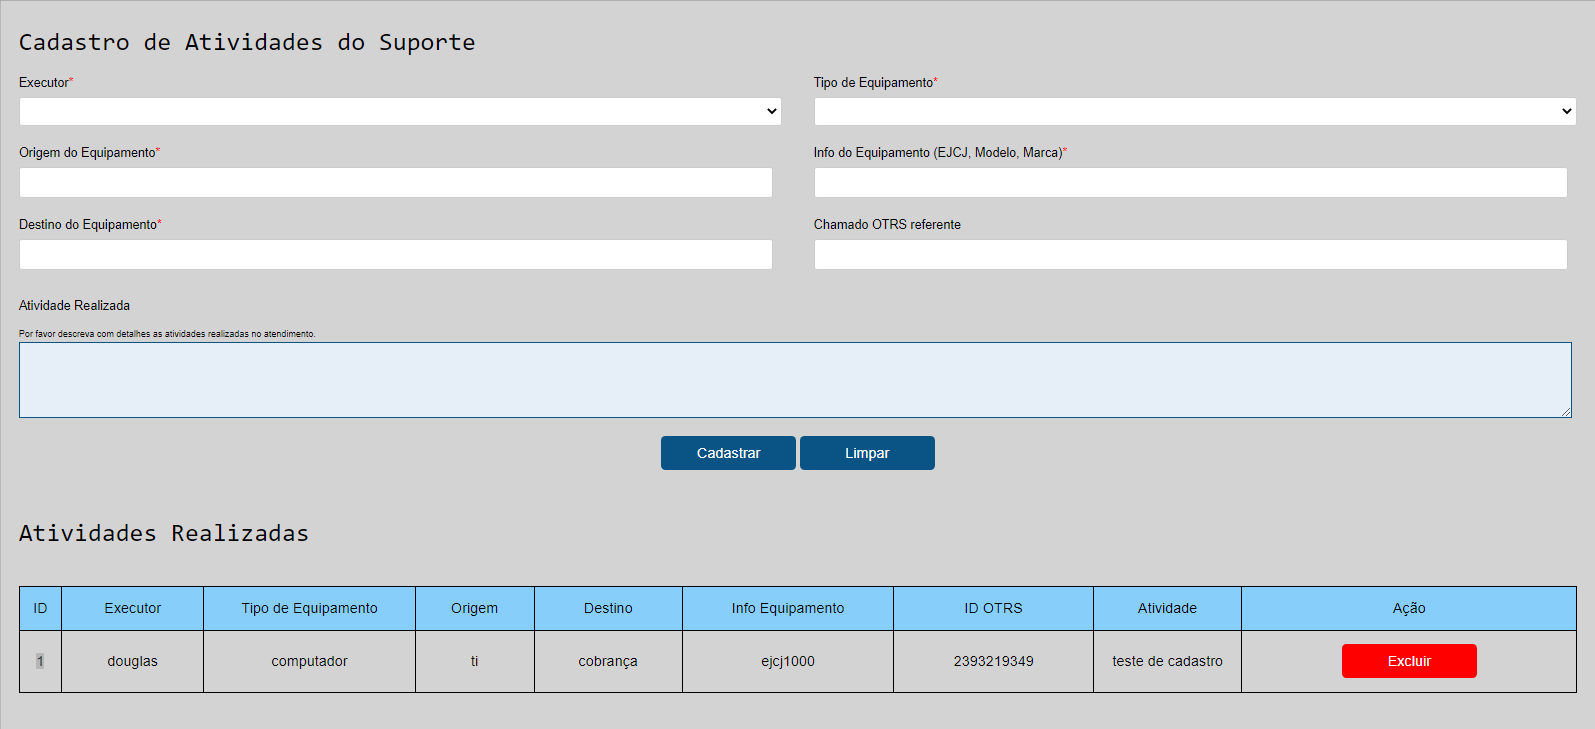 Cadastro de Atividades do Suporte
Executor* Tipo de Equipamento*
Origem do Equipamento* Info do Equipamento (EJCJ, Modelo, Marca)*
Destino do Equipamento* Chamado OTRS referente
Atividade Realizada
Por favor descreva com detalhes as atividades realizadas no atendimento.
Cadastrar Limpar
Atividades Realizadas
ID Executor Tipo de Equipamento Origem Destino Info Equipamento ID OTRS Atividade Ação
1 douglas computador ti cobrança ejcj1000 2393219349 teste de cadastro Excluir